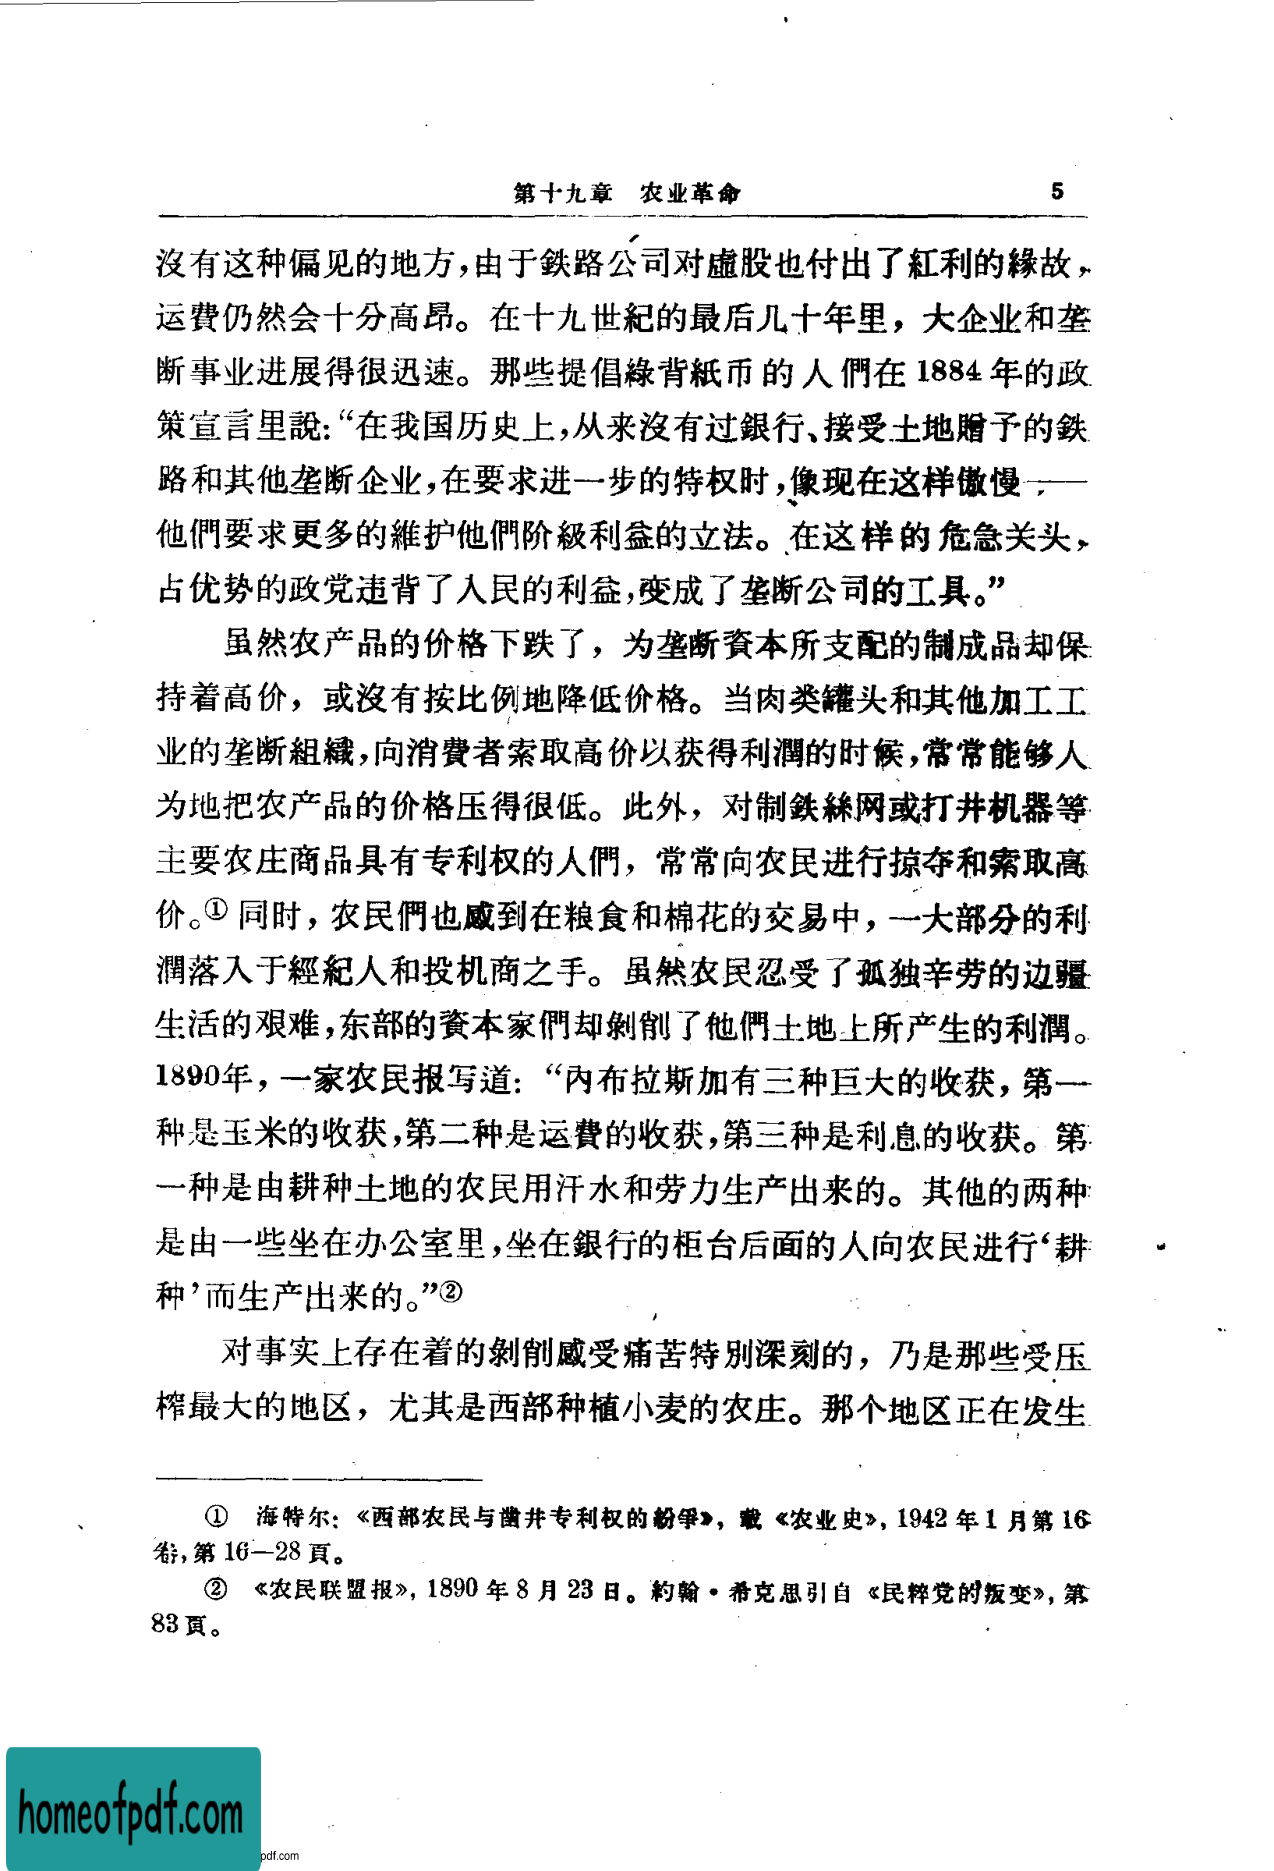 第十九章　农业革命　5
沒有这种偏见的地方，由于鉄路公司对虛股也付出了紅利的緣故，
运費仍然会十分高昂。在十九世紀的最后几十年里，大企业和垄
断事业进展得很迅速。那些提倡綠背紙币的人們在1884年的政
策宣言里說：“在我国历史上，从来沒有过銀行、接受土地贈予的鉄
路和其他垄断企业，在要求进一步的特权时，像现在这样傲慢——
他們要求更多的維护他們阶級利益的立法。在这样的危急关头，
占优势的政党违背了人民的利益，变成了垄断公司的工具。”
虽然农产品的价格下跌了，为垄断資本所支配的制成品却保
持着高价，或沒有按比例地降低价格。当肉类罐头和其他加工工
业的垄断組織，向消費者索取高价以获得利潤的时候，常常能够人
为地把农产品的价格压得很低。此外，对制鉄絲网或打井机器等
主要农庄商品具有专利权的人們，常常向农民进行掠夺和索取高
价。①同时，农民們也感到在粮食和棉花的交易中，一大部分的利
潤落入于經紀人和投机商之手。虽然农民忍受了孤独辛劳的边疆
生活的艰难，东部的資本家們却剝削了他們土地上所产生的利潤。
1890年，一家农民报写道：“內布拉斯加有三种巨大的收获，第一
种是玉米的收获，第二种是运費的收获，第三种是利息的收获。第
一种是由耕种土地的农民用汗水和劳力生产出来的。其他的两种
是由一些坐在办公室里，坐在銀行的柜台后面的人向农民进行‘耕
种’而生产出来的。”②
对事实上存在着的剝削感受痛苦特別深刻的，乃是那些受压
榨最大的地区，尤其是西部种植小麦的农庄。那个地区正在发生
①　海特尔：《西部农民与凿井专利权的紛爭》，載《农业史》，1942年1月第16
卷，第16—28頁。
②　《农民联盟报》，1890年8月23日。約翰·希克思引自《民粹党的叛变》，第
83頁。
homeofpdf.com
pdf.com